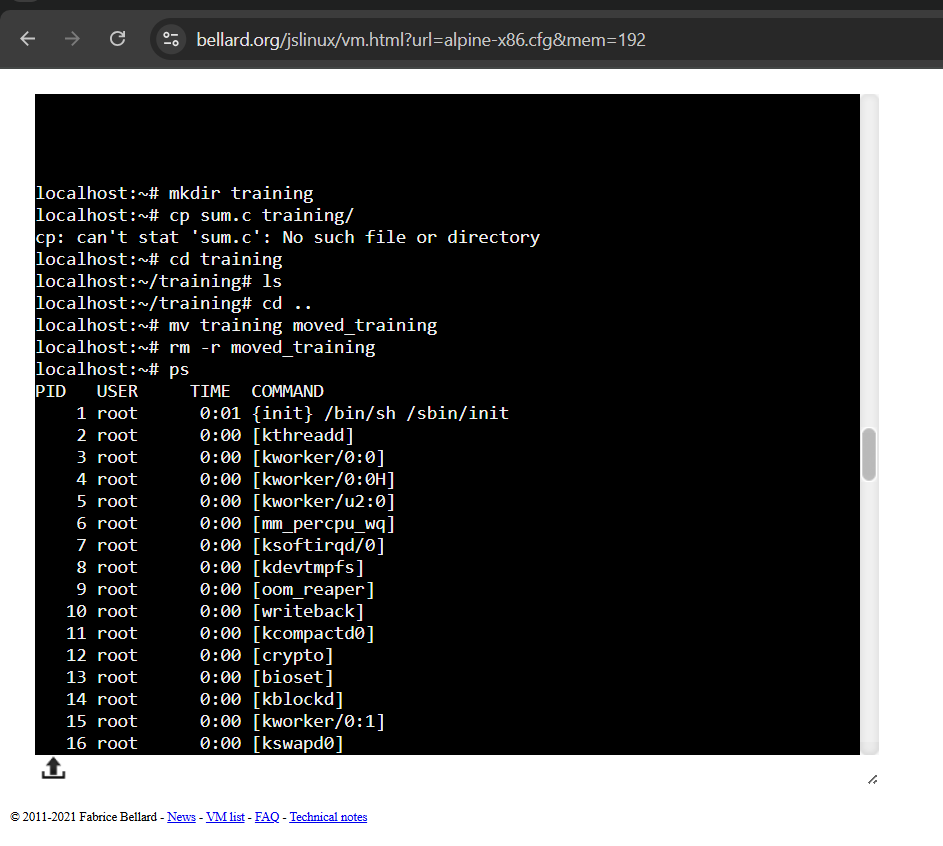 bellard.org/jslinux/vm.html?url=alpine-x86.cfg&mem=192
localhost:~# mkdir training
localhost:~# cp sum.c training/
cp: can't stat 'sum.c': No such file or directory
localhost:~# cd training
localhost:~/training# ls
localhost:~/training# cd ..
localhost:~# mv training moved_training
localhost:~# rm -r moved_training
localhost:~# ps
PID   USER     TIME  COMMAND
    1 root      0:01 {init} /bin/sh /sbin/init
    2 root      0:00 [kthreadd]
    3 root      0:00 [kworker/0:0]
    4 root      0:00 [kworker/0:0H]
    5 root      0:00 [kworker/u2:0]
    6 root      0:00 [mm_percpu_wq]
    7 root      0:00 [ksoftirqd/0]
    8 root      0:00 [kdevtmpfs]
    9 root      0:00 [oom_reaper]
   10 root      0:00 [writeback]
   11 root      0:00 [kcompactd0]
   12 root      0:00 [crypto]
   13 root      0:00 [bioset]
   14 root      0:00 [kblockd]
   15 root      0:00 [kworker/0:1]
   16 root      0:00 [kswapd0]
© 2011-2021 Fabrice Bellard - News - VM list - FAQ - Technical notes